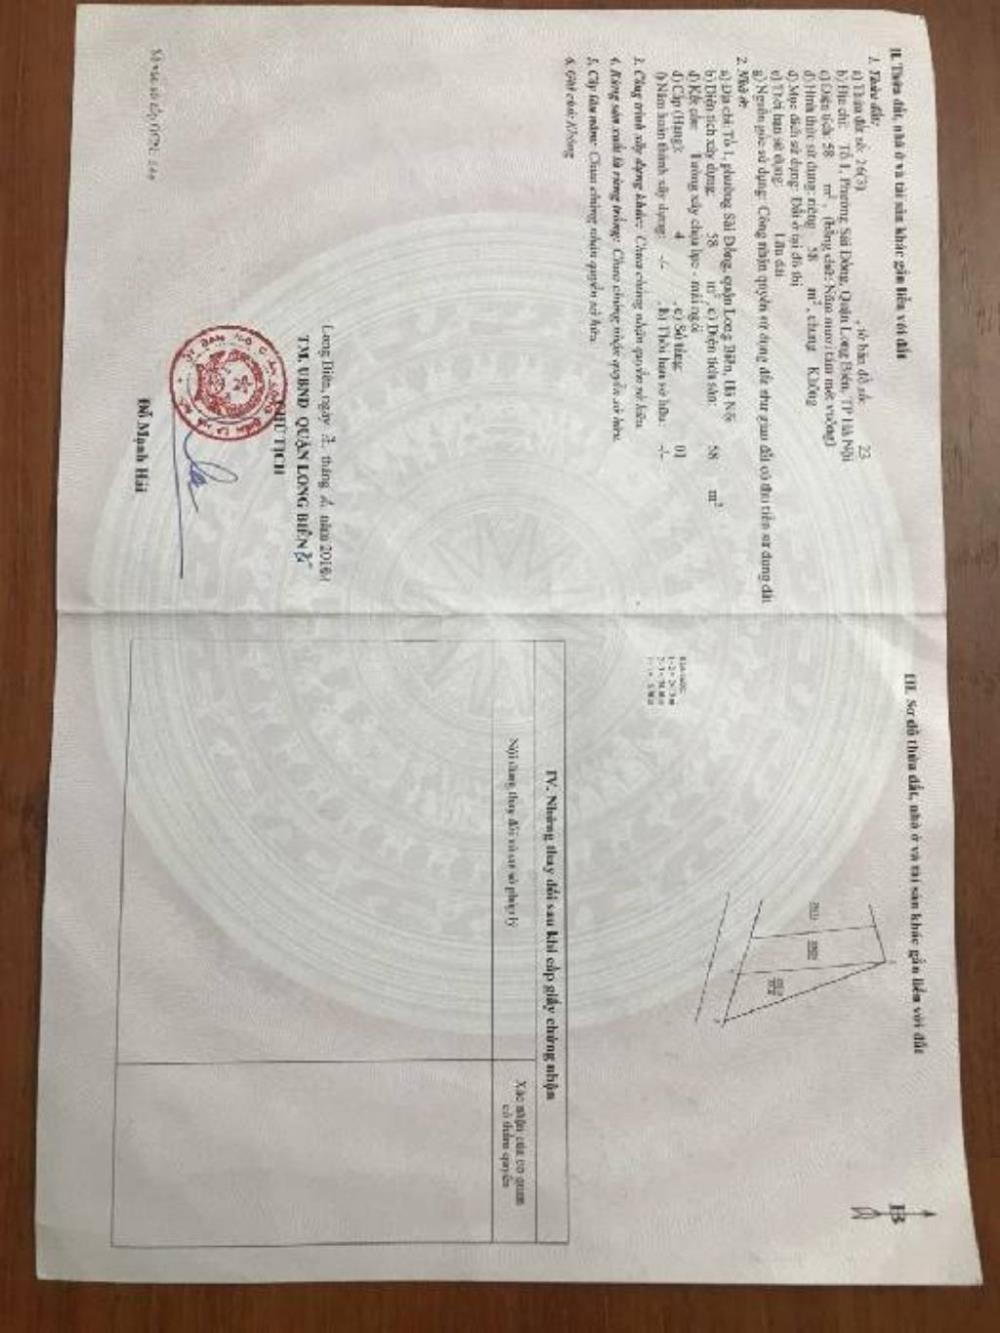 II. Thửa đất, nhà ở và tài sản khác gắn liền với đất
1. Thửa đất:
a) Thửa đất số: 26(3) , tờ bản đồ số: 23
b) Địa chỉ: Tổ 1, Phường Sài Đồng, Quận Long Biên, TP Hà Nội
c) Diện tích 58 m², (bằng chữ: Năm mươi tám mét vuông)
d) Hình thức sử dụng: riêng 58 m², chung Không
đ) Mục đích sử dụng: Đất ở tại đô thị
e) Thời hạn sử dụng: Lâu dài
g) Nguồn gốc sử dụng: Công nhận quyền sử dụng đất như giao đất có thu tiền sử dụng đất
2. Nhà ở:
a) Địa chỉ: Tổ 1, phường Sài Đồng, quận Long Biên, Hà Nội
b) Diện tích xây dựng: 58 m², c) Diện tích sàn: 58 m²
d) Kết cấu: Tường xây chịu lực - mái ngói
đ) Cấp (Hạng): 4 , e) Số tầng: 01
f) Năm hoàn thành xây dựng: -/- , h) Thời hạn sở hữu: -/-
3. Công trình xây dựng khác: Chưa chứng nhận quyền sở hữu
4. Rừng sản xuất là rừng trồng: Chưa chứng nhận quyền sở hữu
5. Cây lâu năm: Chưa chứng nhận quyền sở hữu
6. Ghi chú: Không
Long Biên, ngày tháng năm
TM. UBND QUẬN LONG BIÊN
CHỦ TỊCH
Đỗ Mạnh Hải
III. Sơ đồ thửa đất, nhà ở và tài sản khác gắn liền với đất
B
IV. Những thay đổi sau khi cấp giấy chứng nhận
Nội dung thay đổi và cơ sở pháp lý
Xác nhận của cơ quan
có thẩm quyền